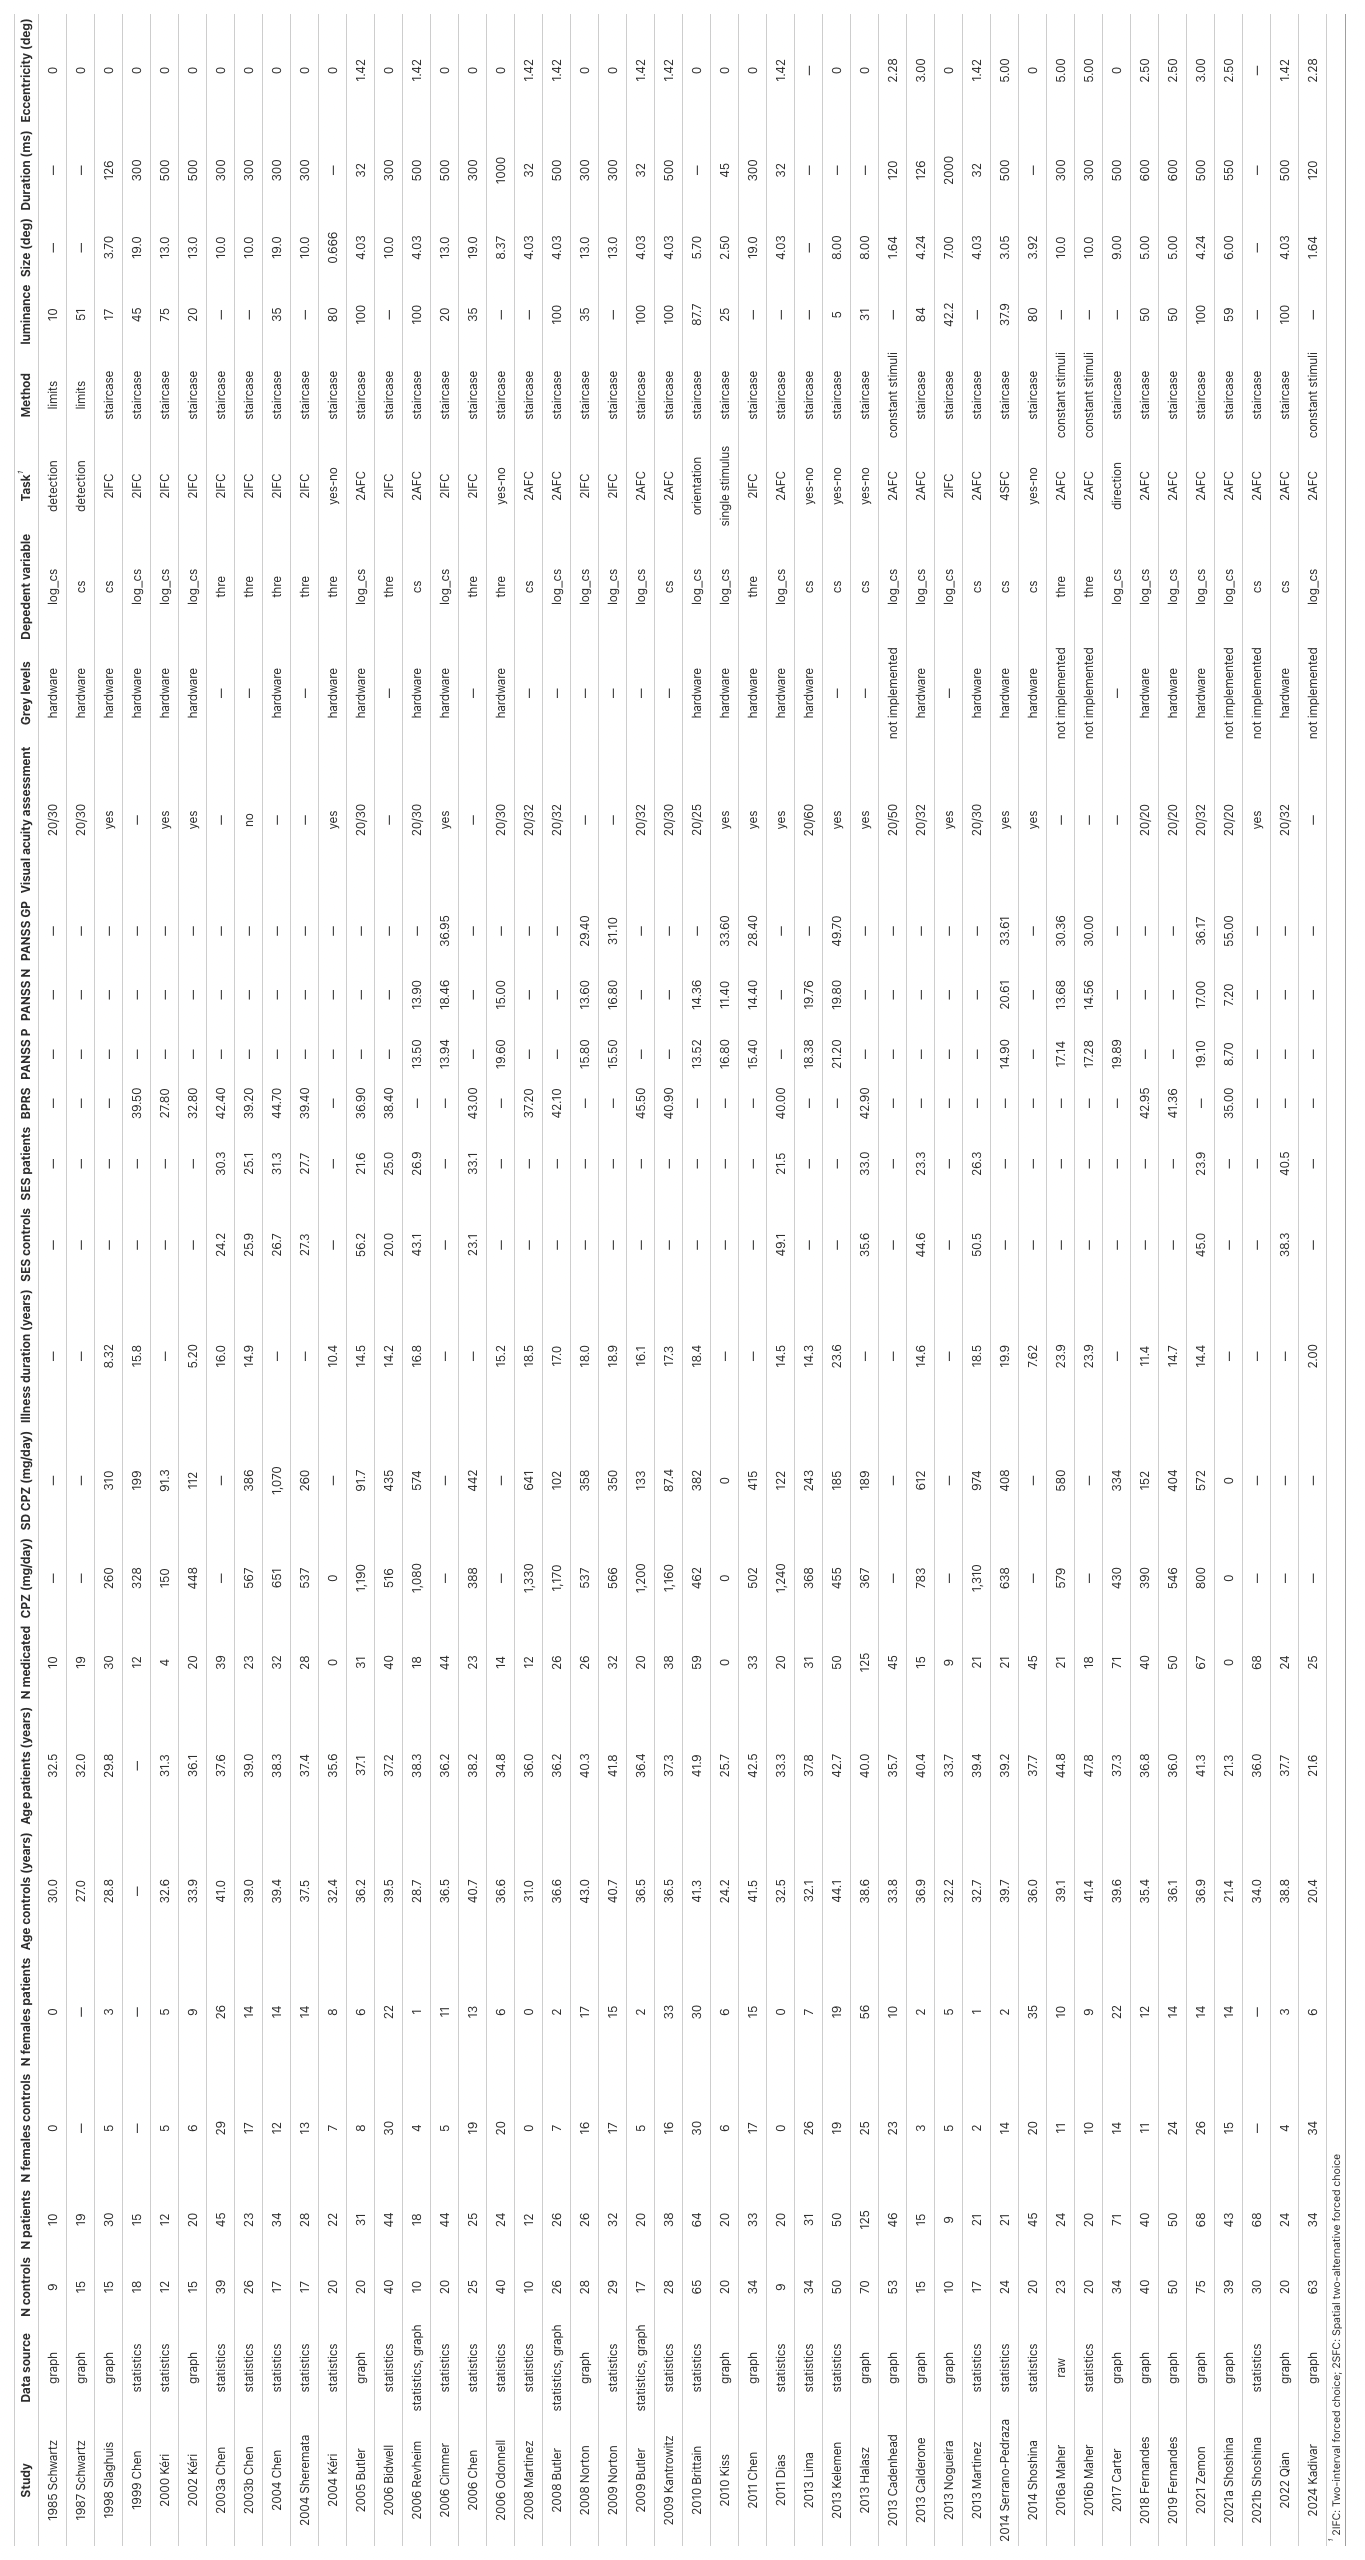 Study Data source N controls N patients N females controls N females patients Age controls (years) Age patients (years) N medicated CPZ (mg/day) SD CPZ (mg/day) Illness duration (years) SES controls SES patients BPRS PANSS P PANSS N PANSS GP Visual acuity assessment Grey levels Depedent variable Task¹ Method luminance Size (deg) Duration (ms) Eccentricity (deg)
1985 Schwartz graph 9 10 0 0 30.0 32.5 10 — — — — — — — — — 20/30 hardware log_cs detection limits 10 — — 0
1987 Schwartz graph 15 19 — — 27.0 32.0 19 — — — — — — — — — 20/30 hardware cs detection limits 51 — — 0
1998 Slaghuis graph 15 30 5 3 28.8 29.8 30 260 310 8.32 — — — — — — yes hardware cs 2IFC staircase 17 3.70 126 0
1999 Chen statistics 18 15 — — — — 12 328 199 15.8 — — 39.50 — — — — hardware log_cs 2IFC staircase 45 19.0 300 0
2000 Kéri statistics 12 12 5 5 32.6 31.3 4 150 91.3 — — — 27.80 — — — yes hardware log_cs 2IFC staircase 75 13.0 500 0
2002 Kéri graph 15 20 6 9 33.9 36.1 20 448 112 5.20 — — 32.80 — — — yes hardware log_cs 2IFC staircase 20 13.0 500 0
2003a Chen statistics 39 45 29 26 41.0 37.6 39 — — 16.0 24.2 30.3 42.40 — — — — — thre 2IFC staircase — 10.0 300 0
2003b Chen statistics 26 23 17 14 39.0 39.0 23 567 386 14.9 25.9 25.1 39.20 — — — no — thre 2IFC staircase — 10.0 300 0
2004 Chen statistics 17 34 12 14 39.4 38.3 32 651 1,070 — 26.7 31.3 44.70 — — — — hardware thre 2IFC staircase 35 19.0 300 0
2004 Sheremata statistics 17 28 13 14 37.5 37.4 28 537 260 — 27.3 27.7 39.40 — — — — — thre 2IFC staircase — 10.0 300 0
2004 Kéri statistics 20 22 7 8 32.4 35.6 0 0 — 10.4 — — — — — — yes hardware thre yes-no staircase 80 0.666 — 0
2005 Butler graph 20 31 8 6 36.2 37.1 31 1,190 91.7 14.5 56.2 21.6 36.90 — — — 20/30 hardware log_cs 2AFC staircase 100 4.03 32 1.42
2006 Bidwell statistics 40 44 30 22 39.5 37.2 40 516 435 14.2 20.0 25.0 38.40 — — — — — thre 2IFC staircase — 10.0 300 0
2006 Revheim statistics, graph 10 18 4 1 28.7 38.3 18 1,080 574 16.8 43.1 26.9 — 13.50 13.90 — 20/30 hardware cs 2AFC staircase 100 4.03 500 1.42
2006 Cimmer graph 20 44 5 11 36.5 36.2 44 — — — — — — 13.94 18.46 36.95 yes hardware log_cs 2IFC staircase 20 13.0 500 0
2006 Chen statistics 25 25 19 13 40.7 38.2 23 388 442 — 23.1 33.1 43.00 — — — — — thre 2IFC staircase 35 19.0 300 0
2006 Odonnell statistics 40 24 20 6 36.6 34.8 14 — — 15.2 — — — 19.60 15.00 — 20/30 hardware thre yes-no staircase — 8.37 1000 0
2008 Martinez graph 10 12 0 0 31.0 36.0 12 1,330 641 18.5 — — 37.20 — — — 20/32 — cs 2AFC staircase — 4.03 32 1.42
2008 Butler statistics, graph 26 26 7 2 36.6 36.2 26 1,170 102 17.0 — — 42.10 — — — 20/32 — log_cs 2AFC staircase 100 4.03 500 1.42
2008 Norton graph 28 26 16 17 43.0 40.3 26 537 358 18.0 — — — 15.80 13.60 29.40 — — log_cs 2IFC staircase 35 13.0 300 0
2009 Norton statistics 29 32 17 15 40.7 41.8 32 566 350 18.9 — — — 15.50 16.80 31.10 — — cs 2IFC staircase — 13.0 300 0
2009 Butler statistics, graph 17 20 5 2 36.5 36.4 20 1,200 133 16.1 — — 45.50 — — — 20/32 — log_cs 2AFC staircase 100 4.03 32 1.42
2009 Kantrowitz statistics 28 38 16 33 36.5 37.3 38 1,160 87.4 17.3 — — 40.90 — — — 20/30 — cs 2AFC staircase 100 4.03 500 1.42
2010 Brittain statistics 65 64 30 30 41.3 41.9 59 462 382 18.4 — — — 13.52 14.36 — 20/25 hardware log_cs orientation staircase 87.7 5.70 — 0
2010 Kiss graph 20 20 6 6 24.2 25.7 0 0 0 — — — — 16.80 11.40 33.60 yes hardware log_cs single stimulus staircase 25 2.50 45 0
2011 Chen graph 34 33 17 15 41.5 42.5 33 502 415 — — — — 15.40 14.40 28.40 yes hardware thre 2IFC staircase — 19.0 300 0
2011 Dias statistics 9 20 0 0 32.5 33.3 20 1,240 122 14.5 49.1 21.5 40.00 — — — yes hardware log_cs 2AFC staircase — 4.03 32 1.42
2013 Lima statistics 34 31 26 7 32.1 37.8 31 368 243 14.3 — — — 18.38 19.76 — 20/60 hardware cs yes-no staircase — — — —
2013 Kelemen statistics 50 50 19 19 44.1 42.7 50 455 185 23.6 — — — 21.20 19.80 49.70 yes — cs yes-no staircase 5 8.00 — 0
2013 Halasz graph 70 125 25 56 38.6 40.0 125 367 189 — 35.6 33.0 42.90 — — — yes — cs yes-no staircase 31 8.00 — 0
2013 Cadenhead graph 53 46 23 10 33.8 35.7 45 — — — — — — — — — 20/50 not implemented log_cs 2AFC constant stimuli — 1.64 120 2.28
2013 Calderone graph 15 15 3 2 36.9 40.4 15 783 612 14.6 44.6 23.3 — — — — 20/32 hardware log_cs 2AFC staircase 84 4.24 126 3.00
2013 Nogueira graph 10 9 5 5 32.2 33.7 9 — — — — — — — — — yes — log_cs 2IFC staircase 42.2 7.00 2000 0
2013 Martinez statistics 17 21 2 1 32.7 39.4 21 1,310 974 18.5 50.5 26.3 — — — — 20/30 hardware cs 2AFC staircase — 4.03 32 1.42
2014 Serrano-Pedraza statistics 24 21 14 2 39.7 39.2 21 638 408 19.9 — — — 14.90 20.61 33.61 yes hardware cs 4SFC staircase 37.9 3.05 500 5.00
2014 Shoshina statistics 20 45 20 35 36.0 37.7 45 — — 7.62 — — — — — — yes hardware cs yes-no staircase 80 3.92 — 0
2016a Maher raw 23 24 11 10 39.1 44.8 21 579 580 23.9 — — — 17.14 13.68 30.36 — not implemented thre 2AFC constant stimuli — 10.0 300 5.00
2016b Maher statistics 20 20 10 9 41.4 47.8 18 — — 23.9 — — — 17.28 14.56 30.00 — not implemented thre 2AFC constant stimuli — 10.0 300 5.00
2017 Carter graph 34 71 14 22 39.6 37.3 71 430 334 — — — — 19.89 — — — — log_cs direction staircase — 9.00 500 0
2018 Fernandes graph 40 40 11 12 35.4 36.8 40 390 152 11.4 — — 42.95 — — — 20/20 hardware log_cs 2AFC staircase 50 5.00 600 2.50
2019 Fernandes graph 50 50 24 14 36.1 36.0 50 546 404 14.7 — — 41.36 — — — 20/20 hardware log_cs 2AFC staircase 50 5.00 600 2.50
2021 Zemon graph 75 68 26 14 36.9 41.3 67 800 572 14.4 45.0 23.9 — 19.10 17.00 36.17 20/32 hardware log_cs 2AFC staircase 100 4.24 500 3.00
2021a Shoshina graph 39 43 15 14 21.4 21.3 0 0 0 — — — 35.00 8.70 7.20 55.00 20/20 not implemented log_cs 2AFC staircase 59 6.00 550 2.50
2021b Shoshina statistics 30 68 — — 34.0 36.0 68 — — — — — — — — — yes not implemented cs 2AFC staircase — — — —
2022 Qian graph 20 24 4 3 38.8 37.7 24 — — — 38.3 40.5 — — — — 20/32 hardware cs 2AFC staircase 100 4.03 500 1.42
2024 Kadivar graph 63 34 34 6 20.4 21.6 25 — — 2.00 — — — — — — — not implemented log_cs 2AFC constant stimuli — 1.64 120 2.28
¹ 2IFC: Two-interval forced choice; 2SFC: Spatial two-alternative forced choice